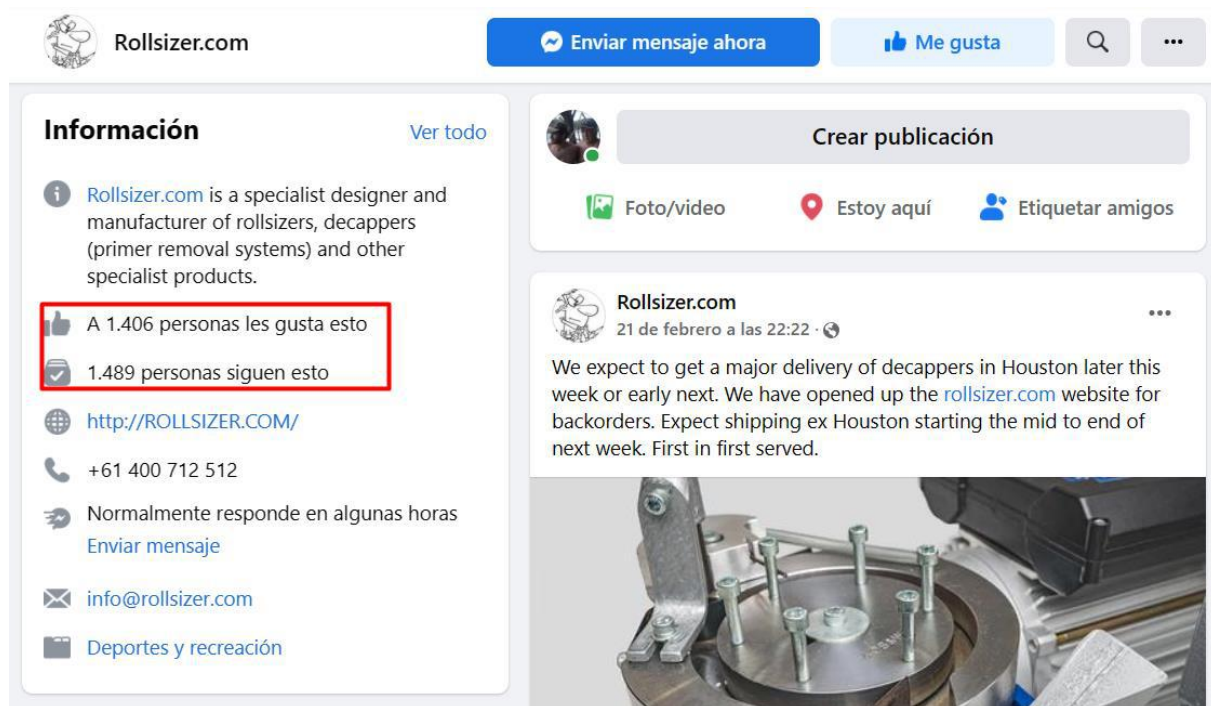 Rollsizer.com
Enviar mensaje ahora
Me gusta
Información
Ver todo
Rollsizer.com is a specialist designer and
manufacturer of rollsizers, decappers
(primer removal systems) and other
specialist products.
A 1.406 personas les gusta esto
1.489 personas siguen esto
http://ROLLSIZER.COM/
+61 400 712 512
Normalmente responde en algunas horas
Enviar mensaje
info@rollsizer.com
Deportes y recreación
Crear publicación
Foto/video
Estoy aquí
Etiquetar amigos
Rollsizer.com
21 de febrero a las 22:22 ·
We expect to get a major delivery of decappers in Houston later this
week or early next. We have opened up the rollsizer.com website for
backorders. Expect shipping ex Houston starting the mid to end of
next week. First in first served.